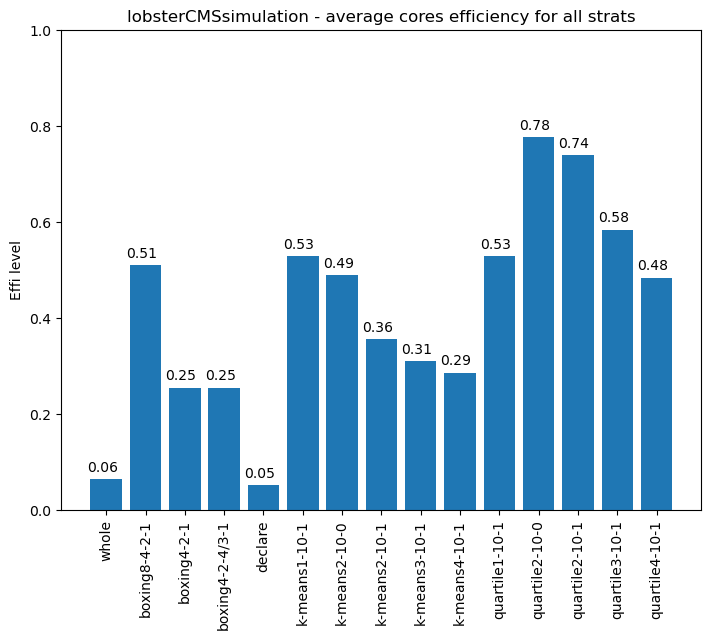 lobsterCMSsimulation - average cores efficiency for all strats
Effi level
1.0
0.8
0.6
0.4
0.2
0.0
0.06
0.51
0.25
0.25
0.05
0.53
0.49
0.36
0.31
0.29
0.53
0.78
0.74
0.58
0.48
whole
boxing8-4-2-1
boxing4-2-1
boxing4-2-4/3-1
declare
k-means1-10-1
k-means2-10-0
k-means2-10-1
k-means3-10-1
k-means4-10-1
quartile1-10-1
quartile2-10-0
quartile2-10-1
quartile3-10-1
quartile4-10-1